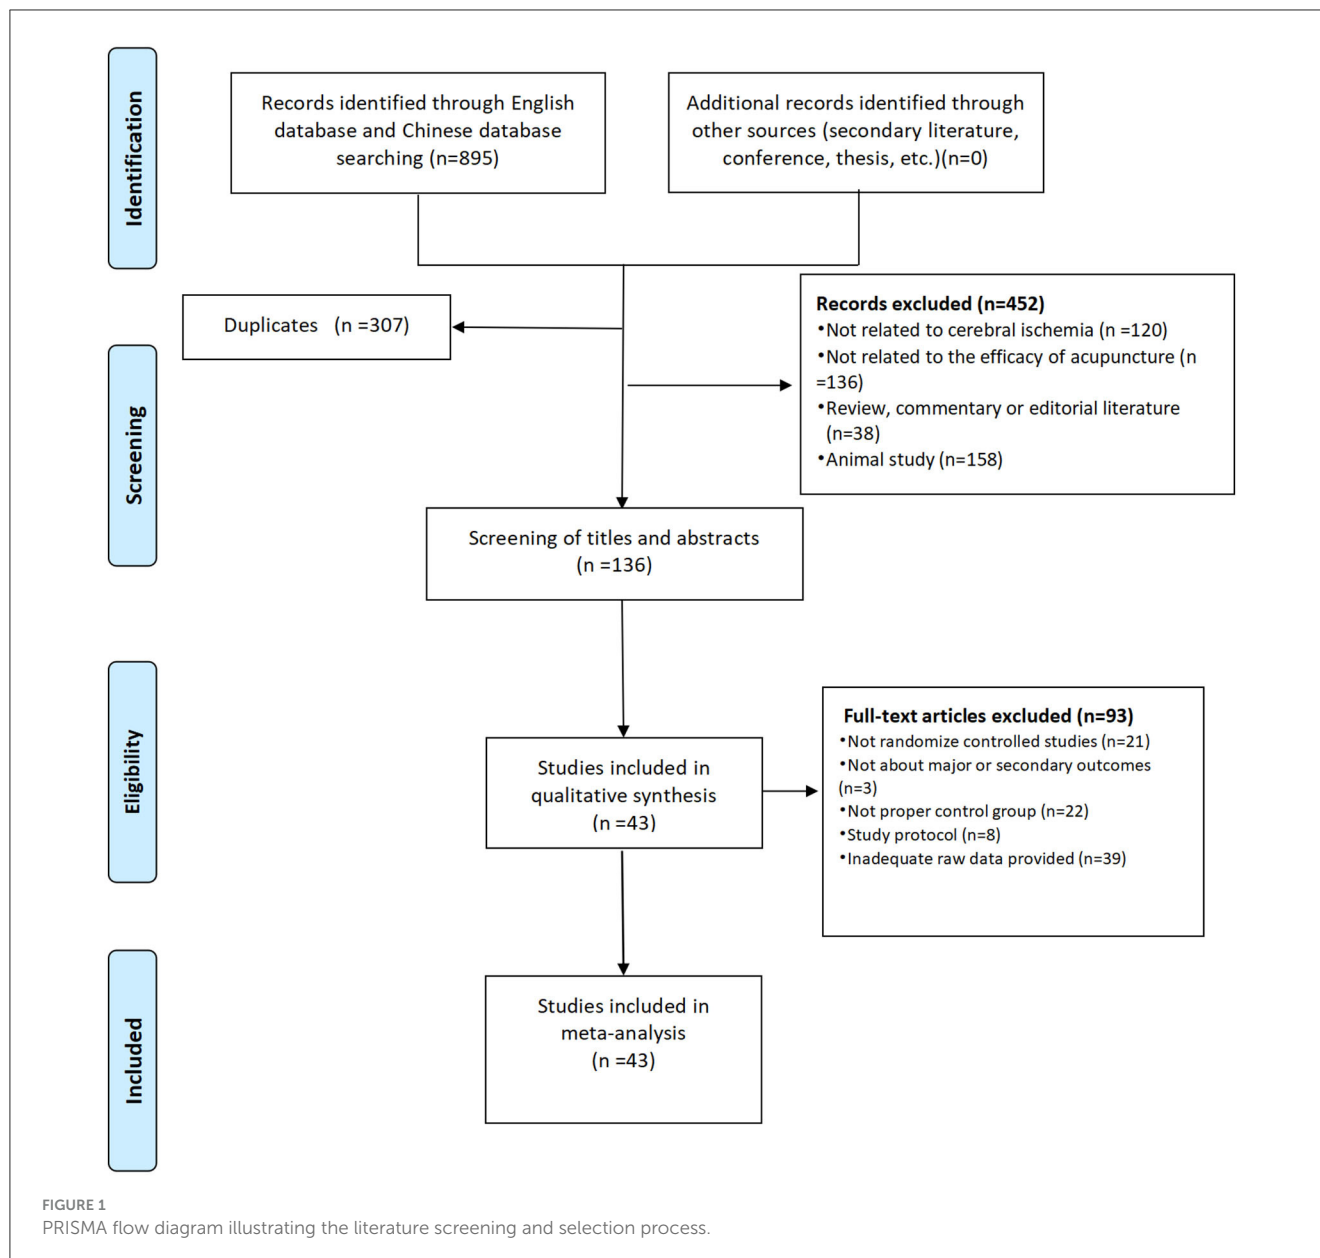 Identification
Records identified through English
database and Chinese database
searching (n=895)
Additional records identified through
other sources (secondary literature,
conference, thesis, etc.)(n=0)
Duplicates (n =307)
Records excluded (n=452)
•Not related to cerebral ischemia (n =120)
•Not related to the efficacy of acupuncture (n
=136)
•Review, commentary or editorial literature
(n=38)
•Animal study (n=158)
Screening
Screening of titles and abstracts
(n =136)
Eligibility
Studies included in
qualitative synthesis
(n =43)
Full-text articles excluded (n=93)
•Not randomize controlled studies (n=21)
•Not about major or secondary outcomes
(n=3)
•Not proper control group (n=22)
•Study protocol (n=8)
•Inadequate raw data provided (n=39)
Included
Studies included in
meta-analysis
(n =43)
FIGURE 1
PRISMA flow diagram illustrating the literature screening and selection process.